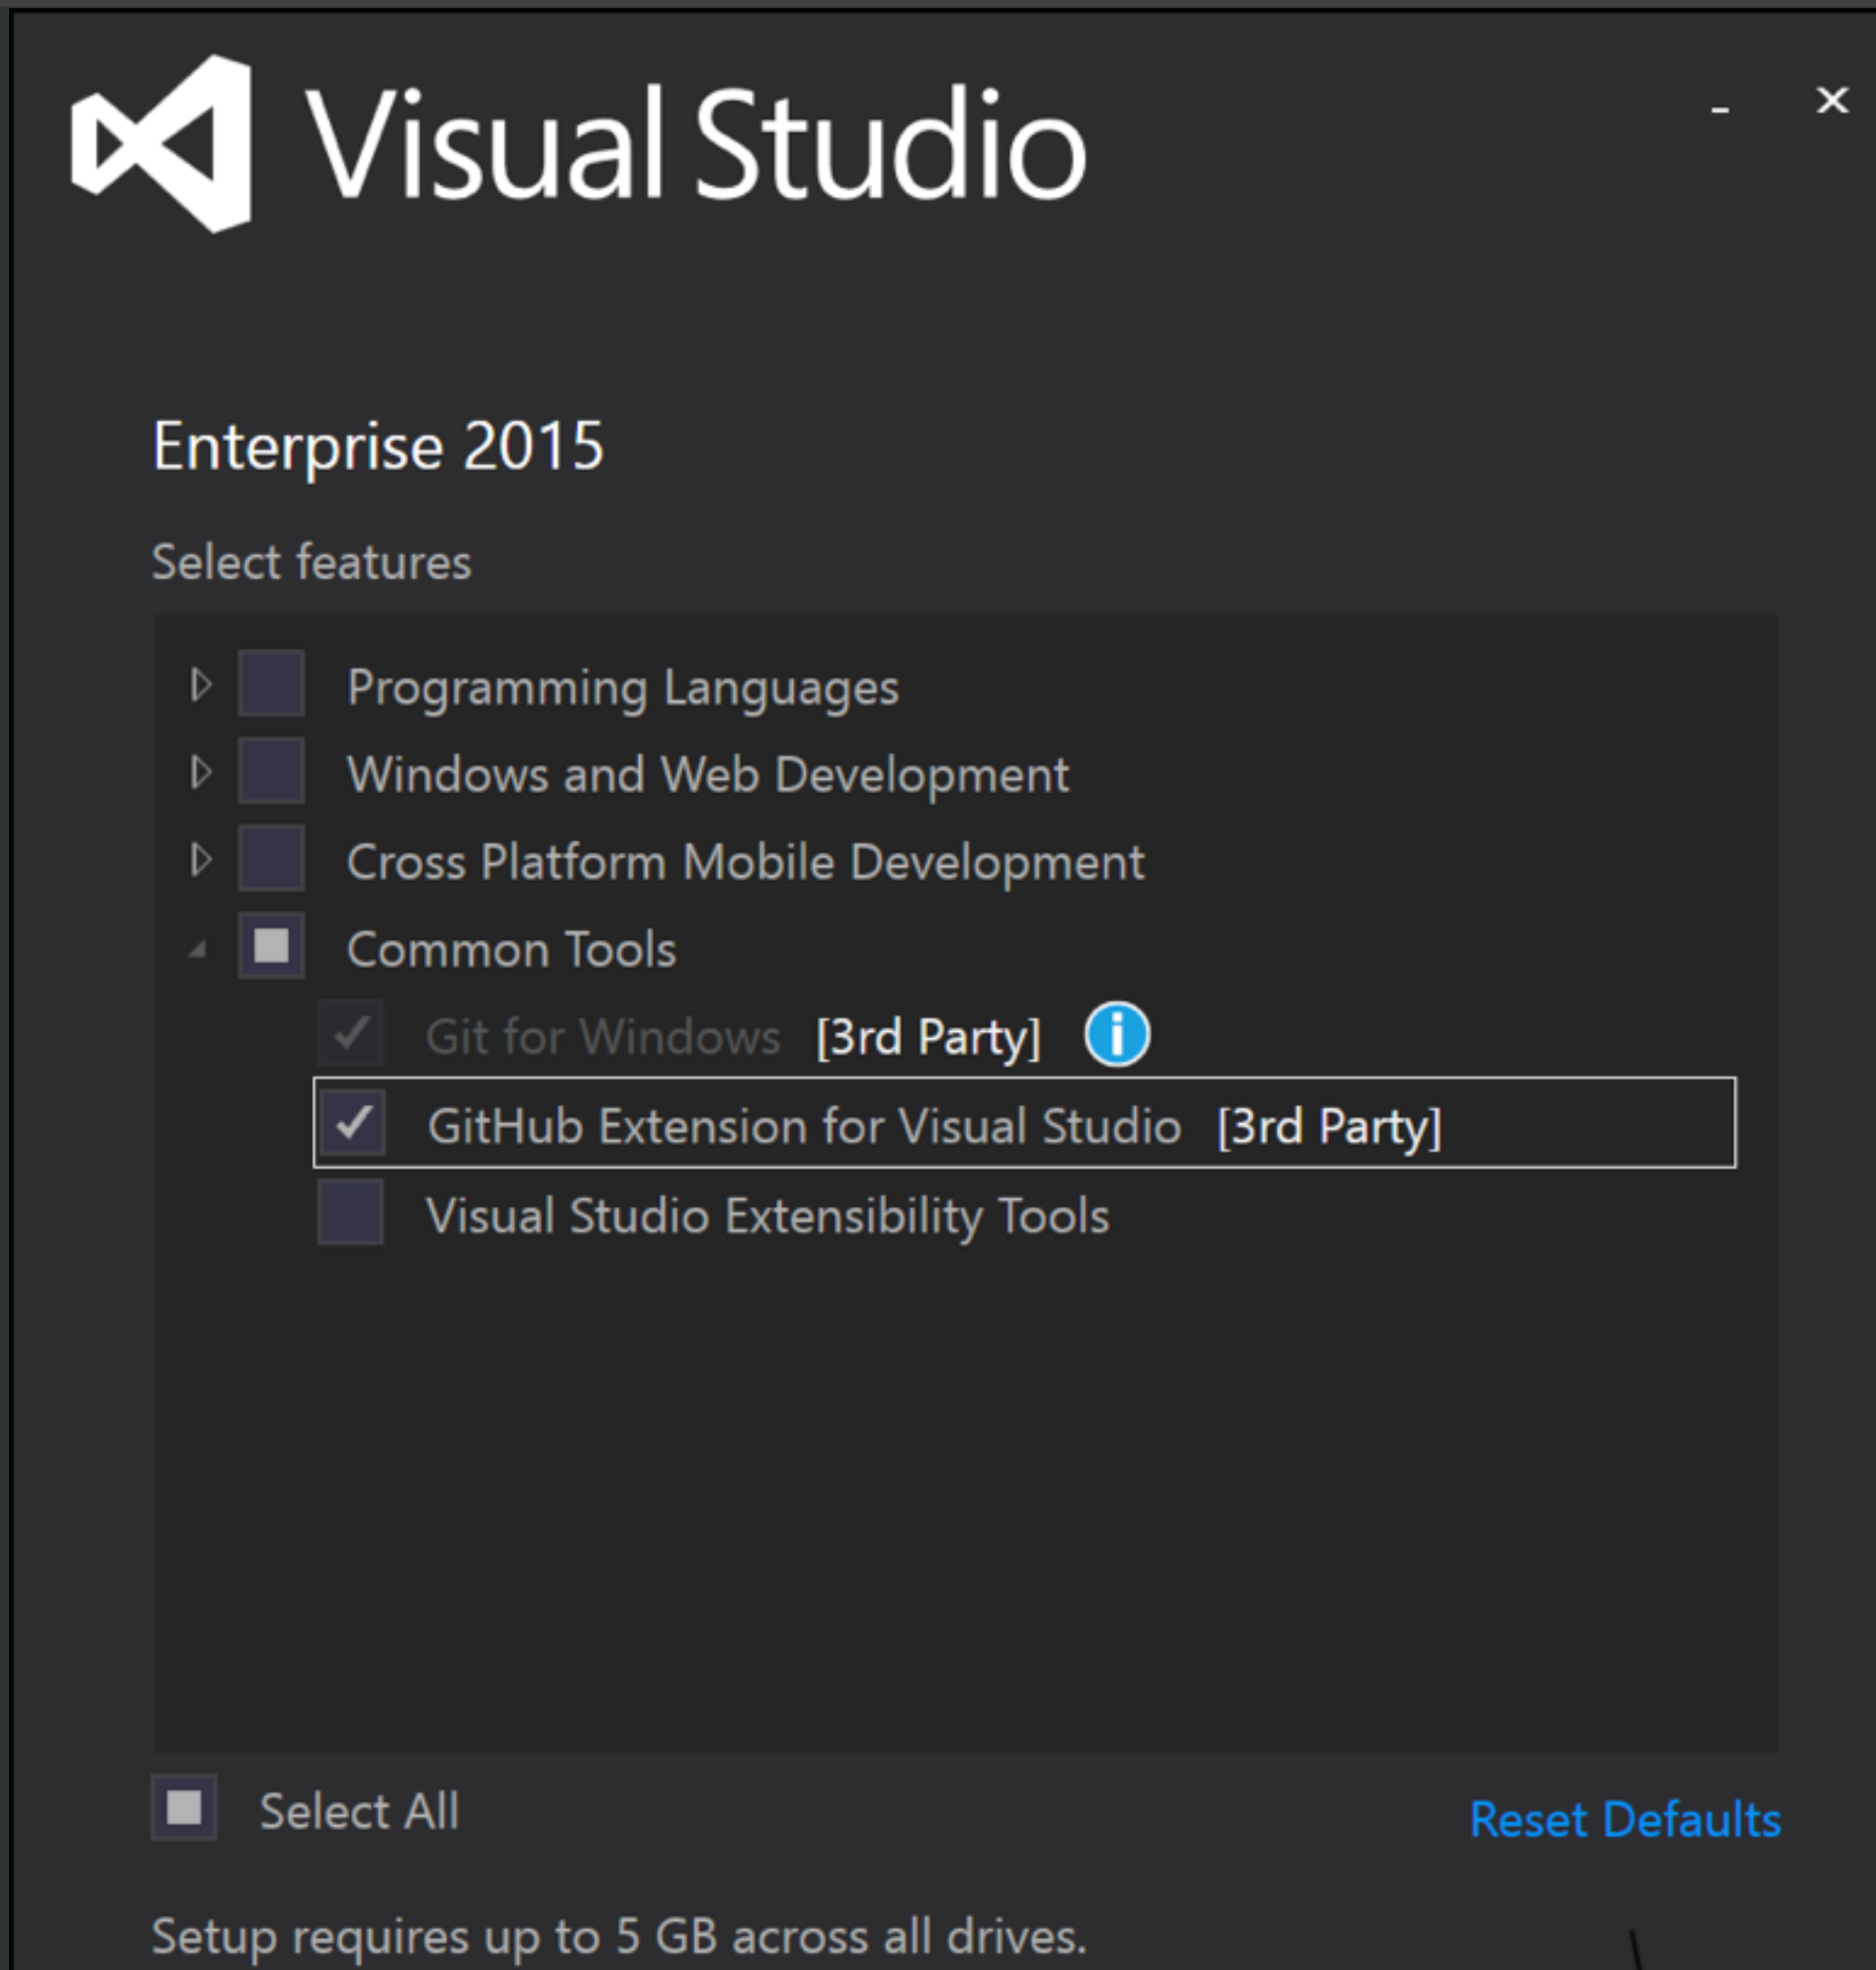 Visual Studio
Enterprise 2015
Select features
Programming Languages
Windows and Web Development
Cross Platform Mobile Development
Common Tools
Git for Windows [3rd Party]
GitHub Extension for Visual Studio [3rd Party]
Visual Studio Extensibility Tools
Select All
Reset Defaults
Setup requires up to 5 GB across all drives.